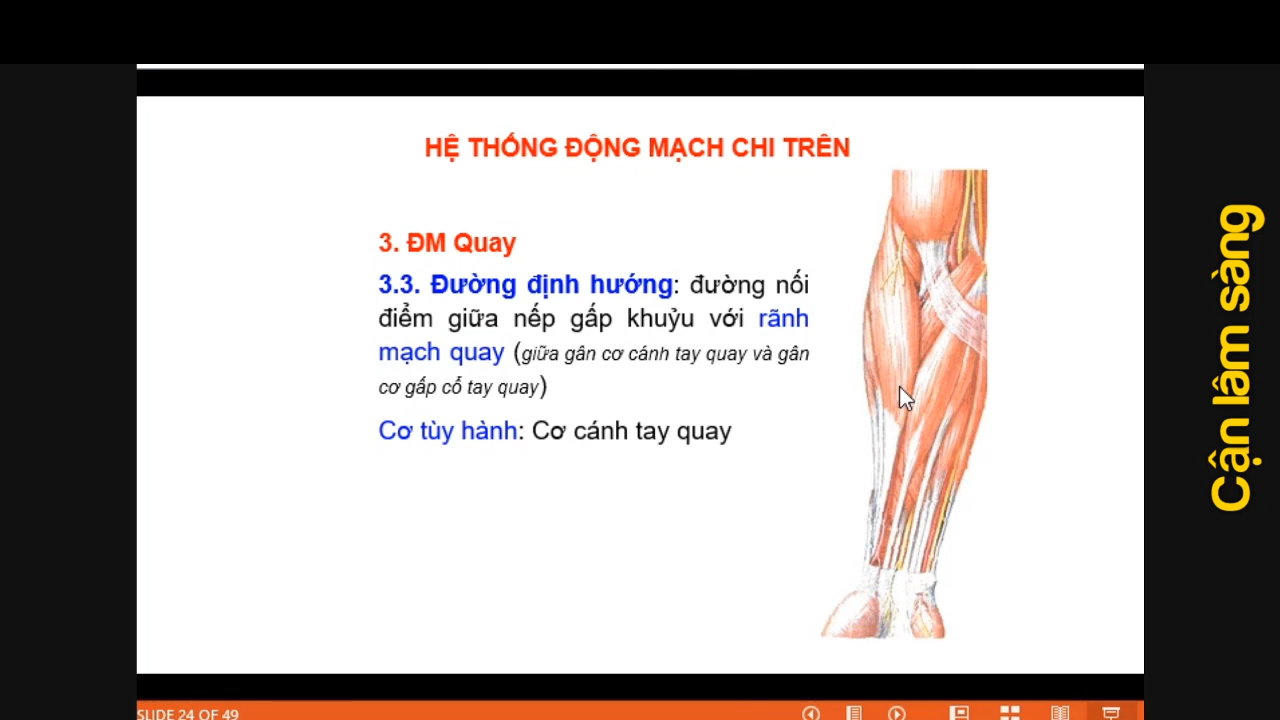 HỆ THỐNG ĐỘNG MẠCH CHI TRÊN
3. ĐM Quay
3.3. Đường định hướng: đường nối
điểm giữa nếp gấp khuỷu với rãnh
mạch quay (giữa gân cơ cánh tay quay và gân
cơ gấp cổ tay quay)
Cơ tùy hành: Cơ cánh tay quay
Cận lâm sàng
SLIDE 24 OF 49